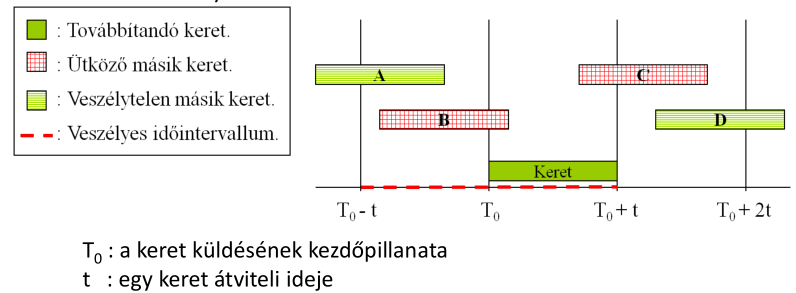 : Továbbítandó keret.
: Ütköző másik keret.
: Veszélytelen másik keret.
: Veszélyes időintervallum.
A
C
B
D
Keret
T₀ - t
T₀
T₀ + t
T₀ + 2t
T₀ : a keret küldésének kezdőpillanata
t : egy keret átviteli ideje